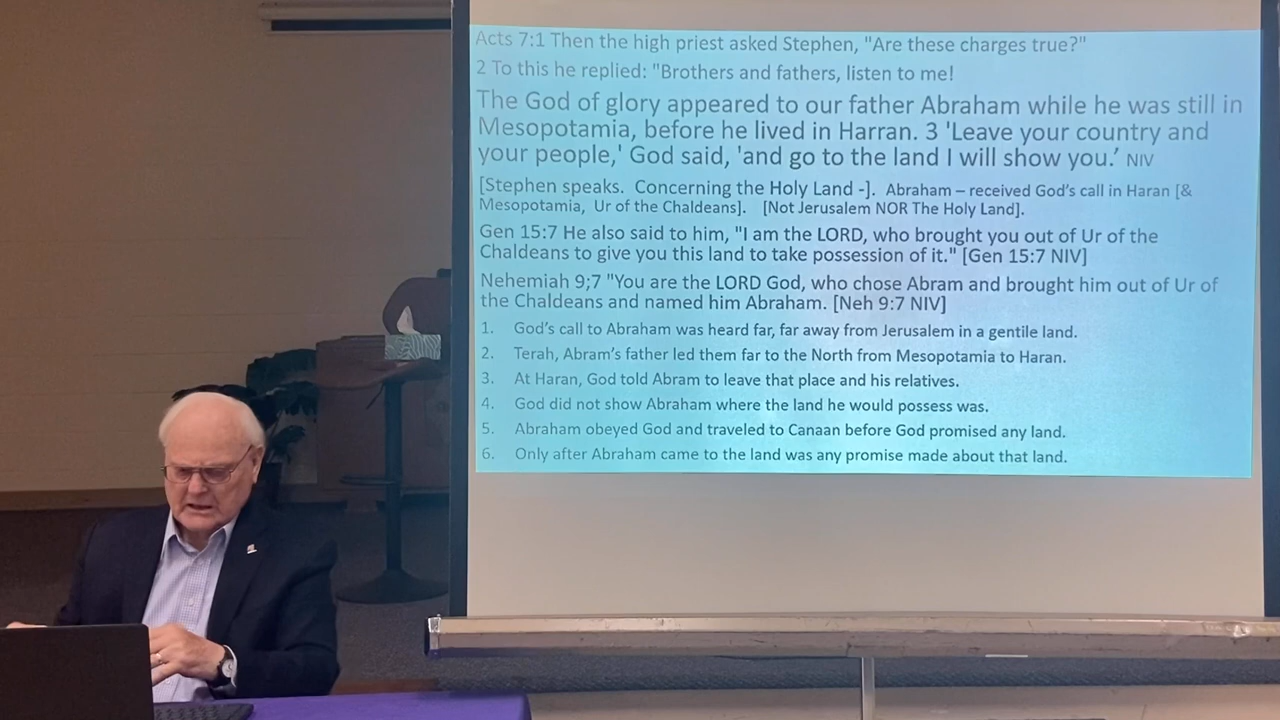 Acts 7:1 Then the high priest asked Stephen, "Are these charges true?"
2 To this he replied: "Brothers and fathers, listen to me!
The God of glory appeared to our father Abraham while he was still in
Mesopotamia, before he lived in Harran. 3 'Leave your country and
your people,' God said, 'and go to the land I will show you.’ NIV
[Stephen speaks. Concerning the Holy Land -]. Abraham – received God’s call in Haran [&
Mesopotamia, Ur of the Chaldeans]. [Not Jerusalem NOR The Holy Land].
Gen 15:7 He also said to him, "I am the LORD, who brought you out of Ur of the
Chaldeans to give you this land to take possession of it." [Gen 15:7 NIV]
Nehemiah 9;7 "You are the LORD God, who chose Abram and brought him out of Ur of
the Chaldeans and named him Abraham. [Neh 9:7 NIV]
1. God’s call to Abraham was heard far, far away from Jerusalem in a gentile land.
2. Terah, Abram’s father led them far to the North from Mesopotamia to Haran.
3. At Haran, God told Abram to leave that place and his relatives.
4. God did not show Abraham where the land he would possess was.
5. Abraham obeyed God and traveled to Canaan before God promised any land.
6. Only after Abraham came to the land was any promise made about that land.